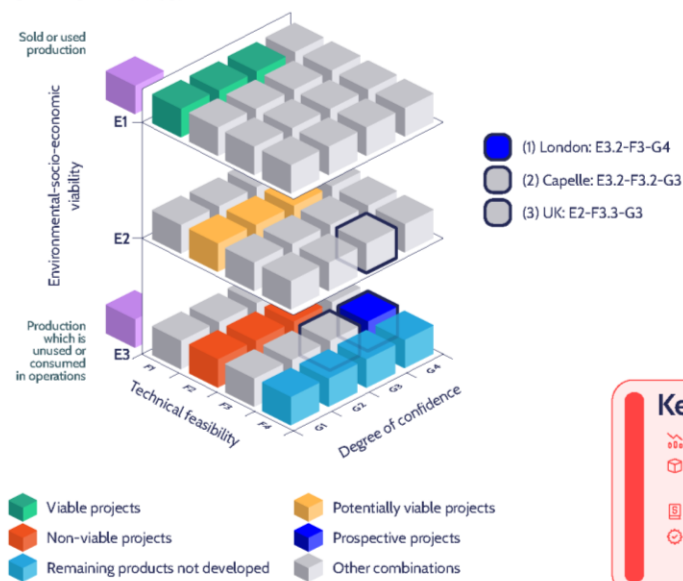 Sold or used
production
Environmental-socio-economic
viability
E1
E2
E3
Production
which is
unused or
consumed
in operations
F1
F2
F3
F4
Technical feasibility
G1
G2
G3
G4
Degree of confidence
(1) London: E3.2-F3-G4
(2) Capelle: E3.2-F3.2-G3
(3) UK: E2-F3.3-G3
Ke
Viable projects
Non-viable projects
Remaining products not developed
Potentially viable projects
Prospective projects
Other combinations